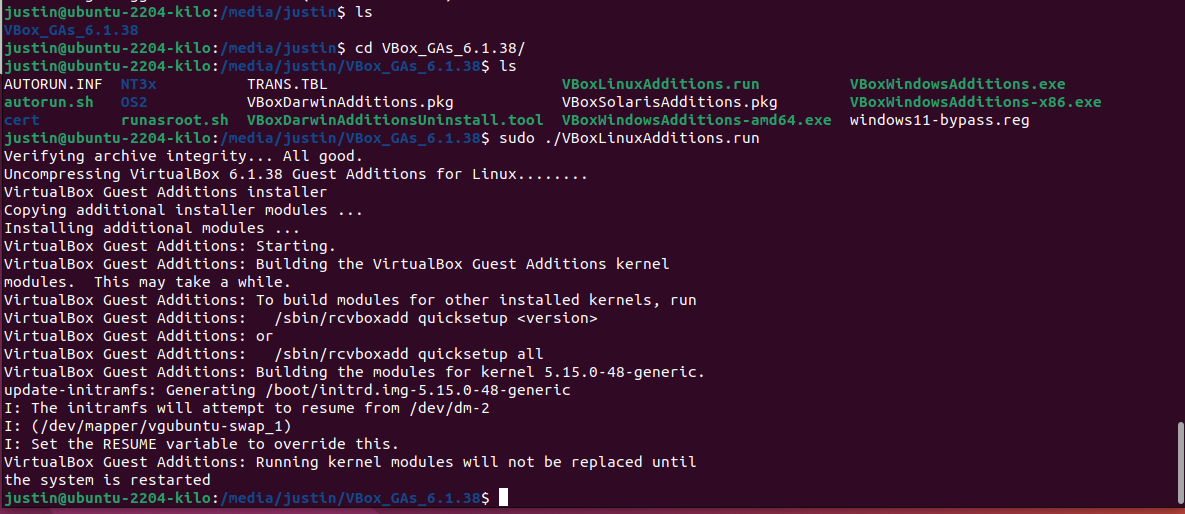 justin@ubuntu-2204-kilo:/media/justin$ ls
VBox_GAs_6.1.38
justin@ubuntu-2204-kilo:/media/justin$ cd VBox_GAs_6.1.38/
justin@ubuntu-2204-kilo:/media/justin/VBox_GAs_6.1.38$ ls
AUTORUN.INF  NT3x         TRANS.TBL                    VBoxLinuxAdditions.run          VBoxWindowsAdditions.exe
autorun.sh   OS2          VBoxDarwinAdditions.pkg      VBoxSolarisAdditions.pkg        VBoxWindowsAdditions-x86.exe
cert         runasroot.sh  VBoxDarwinAdditionsUninstall.tool  VBoxWindowsAdditions-amd64.exe  windows11-bypass.reg
justin@ubuntu-2204-kilo:/media/justin/VBox_GAs_6.1.38$ sudo ./VBoxLinuxAdditions.run
Verifying archive integrity... All good.
Uncompressing VirtualBox 6.1.38 Guest Additions for Linux........
VirtualBox Guest Additions installer
Copying additional installer modules ...
Installing additional modules ...
VirtualBox Guest Additions: Starting.
VirtualBox Guest Additions: Building the VirtualBox Guest Additions kernel
modules.  This may take a while.
VirtualBox Guest Additions: To build modules for other installed kernels, run
VirtualBox Guest Additions:   /sbin/rcvboxadd quicksetup <version>
VirtualBox Guest Additions: or
VirtualBox Guest Additions:   /sbin/rcvboxadd quicksetup all
VirtualBox Guest Additions: Building the modules for kernel 5.15.0-48-generic.
update-initramfs: Generating /boot/initrd.img-5.15.0-48-generic
I: The initramfs will attempt to resume from /dev/dm-2
I: (/dev/mapper/vgubuntu-swap_1)
I: Set the RESUME variable to override this.
VirtualBox Guest Additions: Running kernel modules will not be replaced until
the system is restarted
justin@ubuntu-2204-kilo:/media/justin/VBox_GAs_6.1.38$